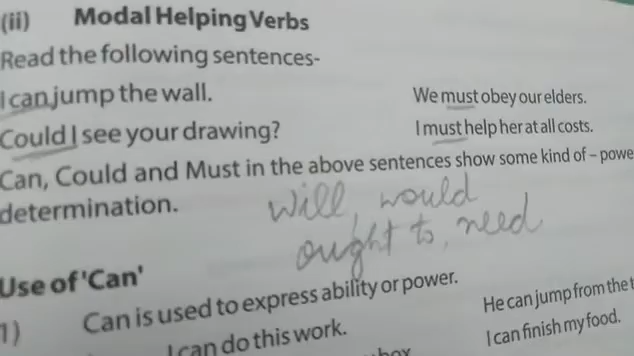 (ii) Modal Helping Verbs
Read the following sentences-
I can jump the wall. We must obey our elders.
Could I see your drawing? I must help her at all costs.
Can, Could and Must in the above sentences show some kind of – powe
determination.
will, would
ought to, need
Use of 'Can'
1) Can is used to express ability or power.
I can do this work. He can jump from the t
I can finish my food.